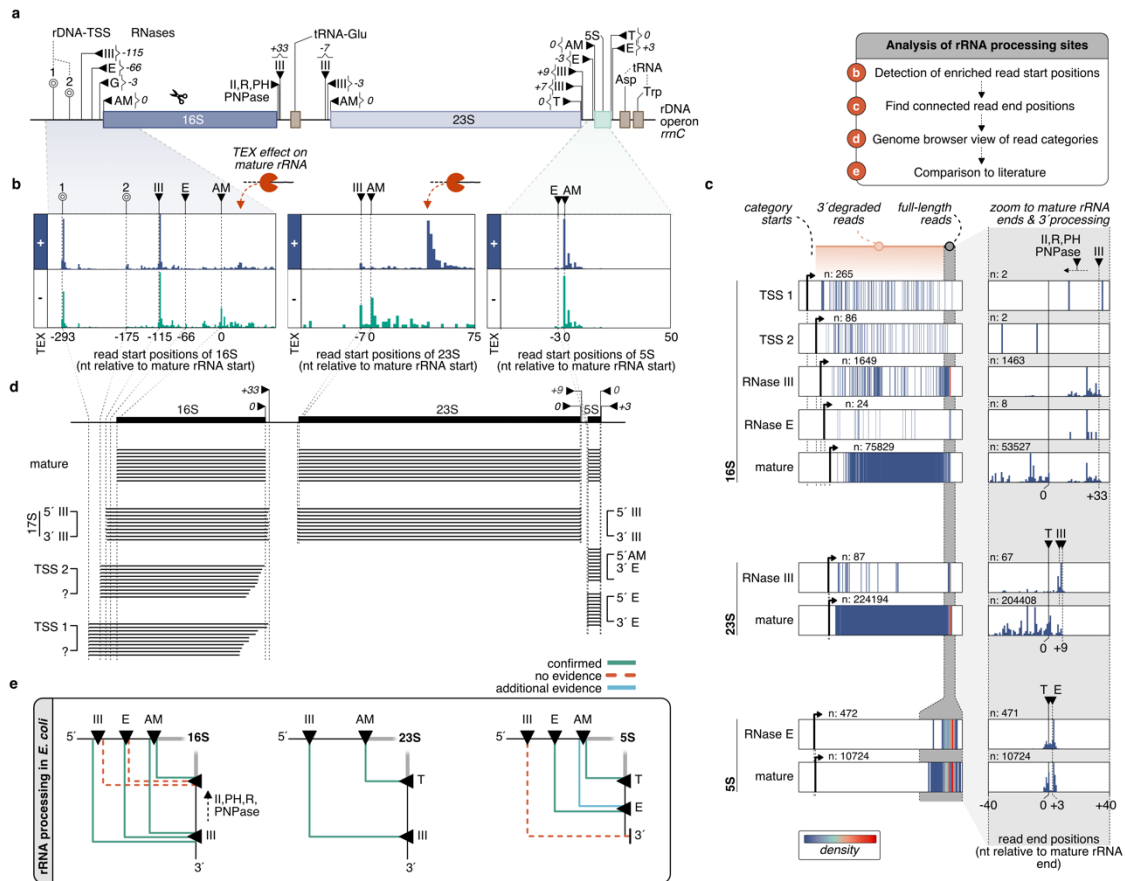 a
rDNA-TSS
RNases
1
2
III -115
E -66
G -3
AM 0
16S
II,R,PH
PNPase
+33
III
tRNA-Glu
-7
III
III -3
AM 0
23S
5S
0 AM
-3 E
+9 III
+7 III
0 T
T 0
E +3
tRNA
Asp
Trp
rDNA
operon
rrnC
Analysis of rRNA processing sites
b Detection of enriched read start positions
c Find connected read end positions
d Genome browser view of read categories
e Comparison to literature
b
TEX effect on
mature rRNA
1 2 III E AM
III AM
E AM
+
-
TEX
-293 -175 -115 -66 0
read start positions of 16S
(nt relative to mature rRNA start)
+
-
TEX
-7 0 75
read start positions of 23S
(nt relative to mature rRNA start)
+
-
TEX
-3 0 50
read start positions of 5S
(nt relative to mature rRNA start)
c
category
starts
3´degraded
reads
full-length
reads
zoom to mature rRNA
ends & 3´processing
II,R,PH
PNPase
III
16S
TSS 1
n: 265
n: 2
TSS 2
n: 86
n: 2
RNase III
n: 1649
n: 1463
RNase E
n: 24
n: 8
mature
n: 75829
n: 53527
0 +33
23S
T III
RNase III
n: 87
n: 67
mature
n: 224194
n: 204408
0 +9
5S
T E
RNase E
n: 472
n: 471
mature
n: 10724
n: 10724
-40 0 +3 +40
density
read end positions
(nt relative to mature rRNA
end)
d
16S
+33
0
23S
+9
0
5S
0
+3
mature
17S
5´ III
3´ III
5´ III
3´ III
TSS 2
?
5´AM
3´ E
TSS 1
?
5´ E
3´ E
confirmed
no evidence
additional evidence
e
rRNA processing in E. coli
III E AM
5´
16S
II,PH,R,
PNPase
III
3´
III AM
5´
23S
T
III
3´
III E AM
5´
5S
T
E
3´